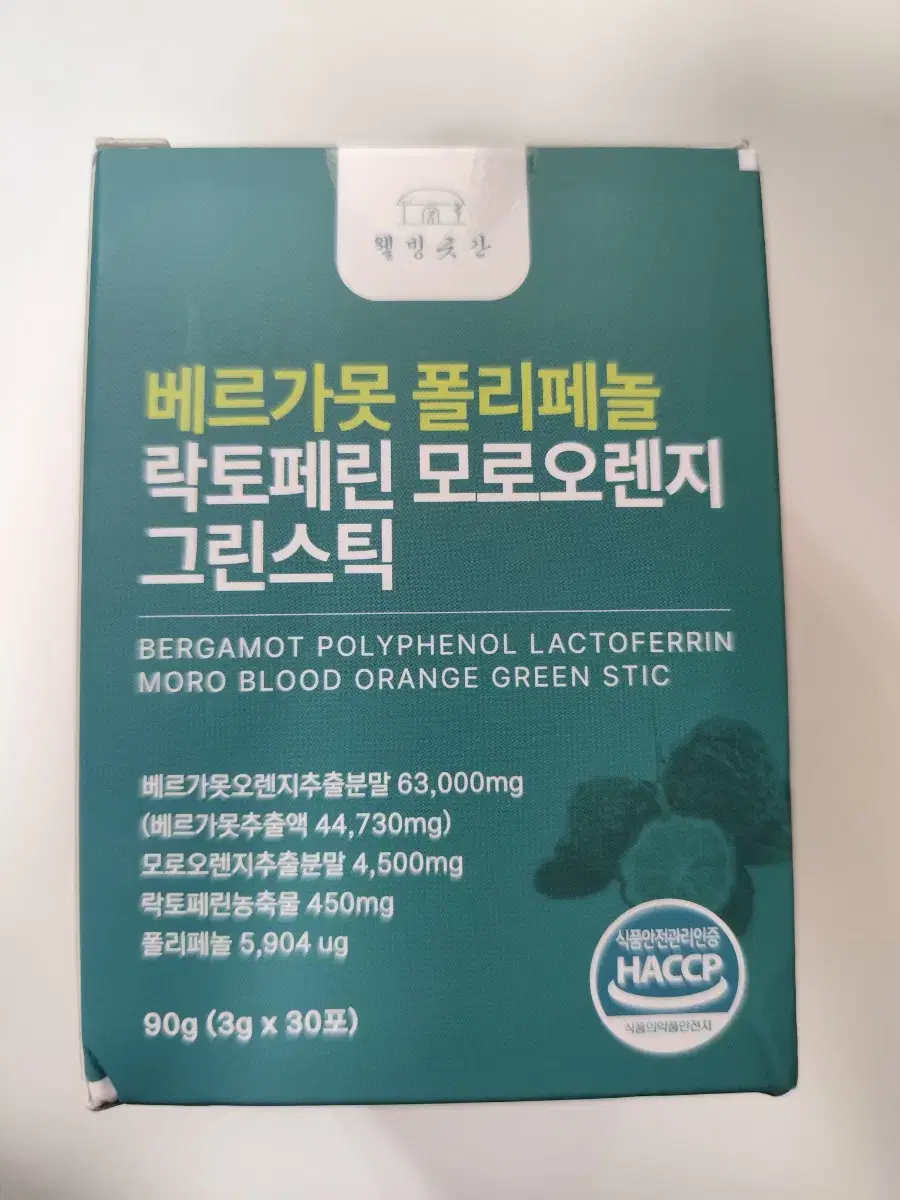 웰빙곳간
베르가못 폴리페놀
락토페린 모로오렌지
그린스틱
BERGAMOT POLYPHENOL LACTOFERRIN
MORO BLOOD ORANGE GREEN STIC
베르가못오렌지추출분말 63,000mg
(베르가못추출액 44,730mg)
모로오렌지추출분말 4,500mg
락토페린농축물 450mg
폴리페놀 5,904 ug
90g (3g x 30포)
식품안전관리인증
HACCP
식품의약품안전처